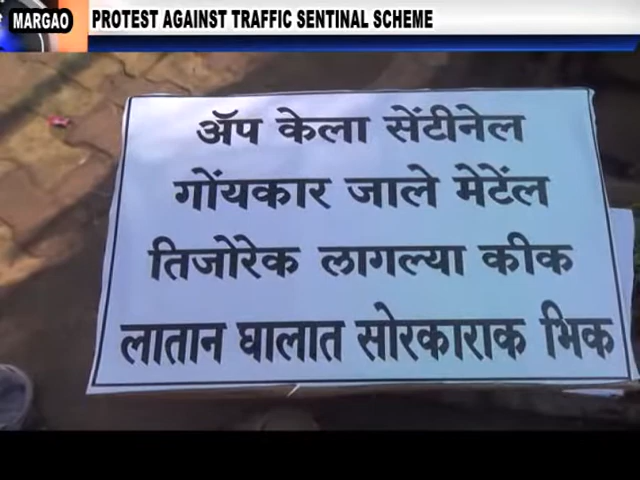 MARGAO
PROTEST AGAINST TRAFFIC SENTINAL SCHEME
ॲप केला सेंटीनेल
गोंयकार जाले मेटेंल
तिजोरेक लागल्या कीक
लातान घालात सोरकाराक भिक